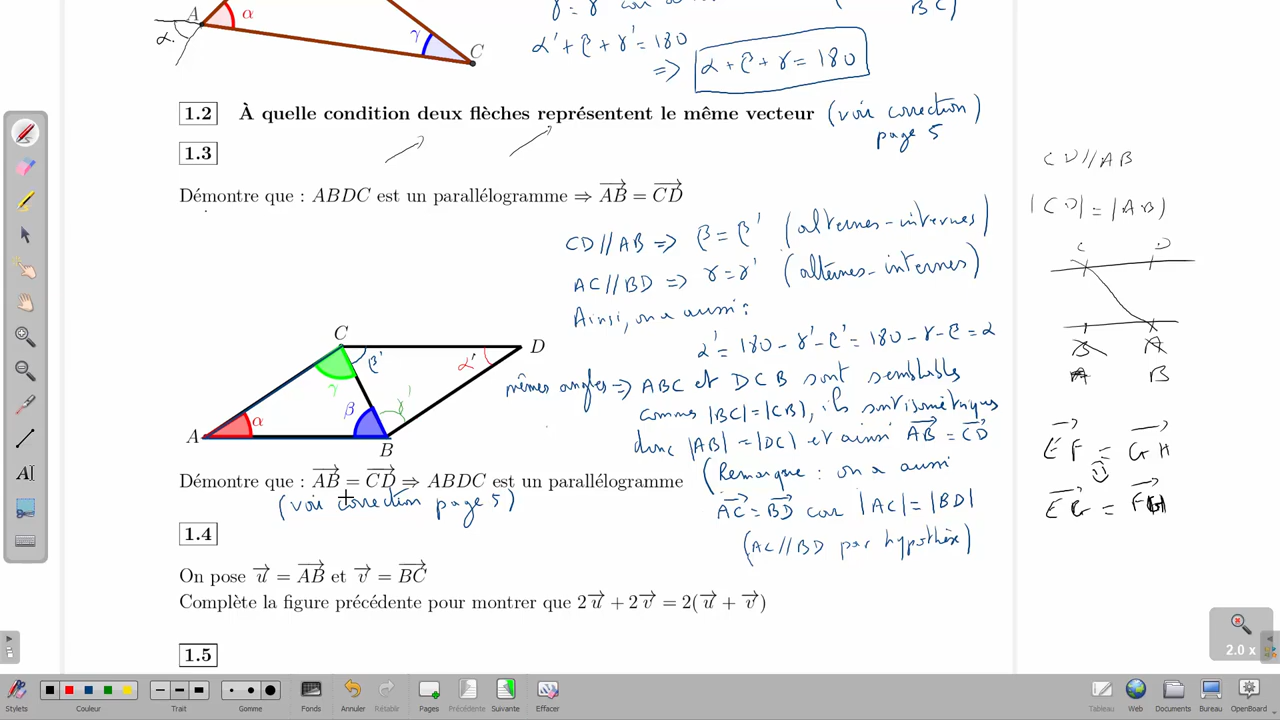 A α γ C
α'
γ = γ
BC)
α' + β + γ' = 180
=> α + β + γ = 180
1.2 À quelle condition deux flèches représentent le même vecteur (voir correction
page 5)
1.3
Démontre que : ABDC est un parallélogramme ⇒ AB = CD
CD // AB => β = β' (alternes-internes)
AC // BD => γ = γ' (alternes-internes)
Ainsi, on a aussi :
α' = 180 - γ' - β' = 180 - γ - β = α
mêmes angles => ABC et DCB sont semblables
comme |BC| = |CB|, ils sont isométriques
donc |AB| = |DC| et ainsi AB = CD
(Remarque : on a aussi
AC = BD car |AC| = |BD|
(AC // BD par hypothèse)
C D
β' α'
γ
α β γ'
A B
Démontre que : AB = CD ⇒ ABDC est un parallélogramme
(voir correction page 5)
1.4
On pose u = AB et v = BC
Complète la figure précédente pour montrer que 2u + 2v = 2(u + v)
1.5
CD // AB
|CD| = |AB|
C D
B A
A B
EF = GH
EG = FH
2.0 x
Stylets Couleur Trait Gomme Fonds Annuler Rétablir Pages Précédente Suivante Effacer Tableau Web Documents Bureau OpenBoard